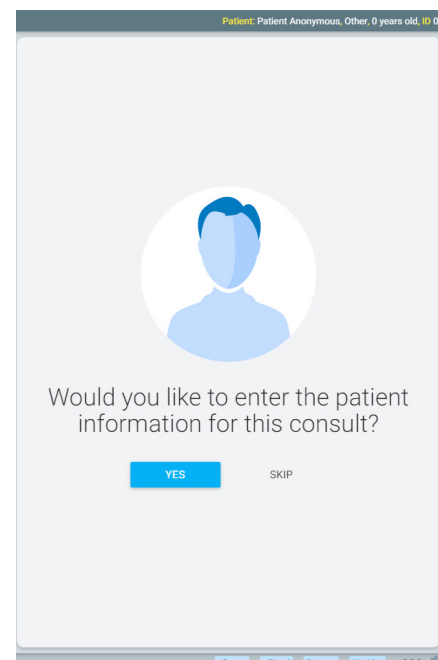 Patient: Patient Anonymous, Other, 0 years old, ID 0
Would you like to enter the patient
information for this consult?
YES
SKIP